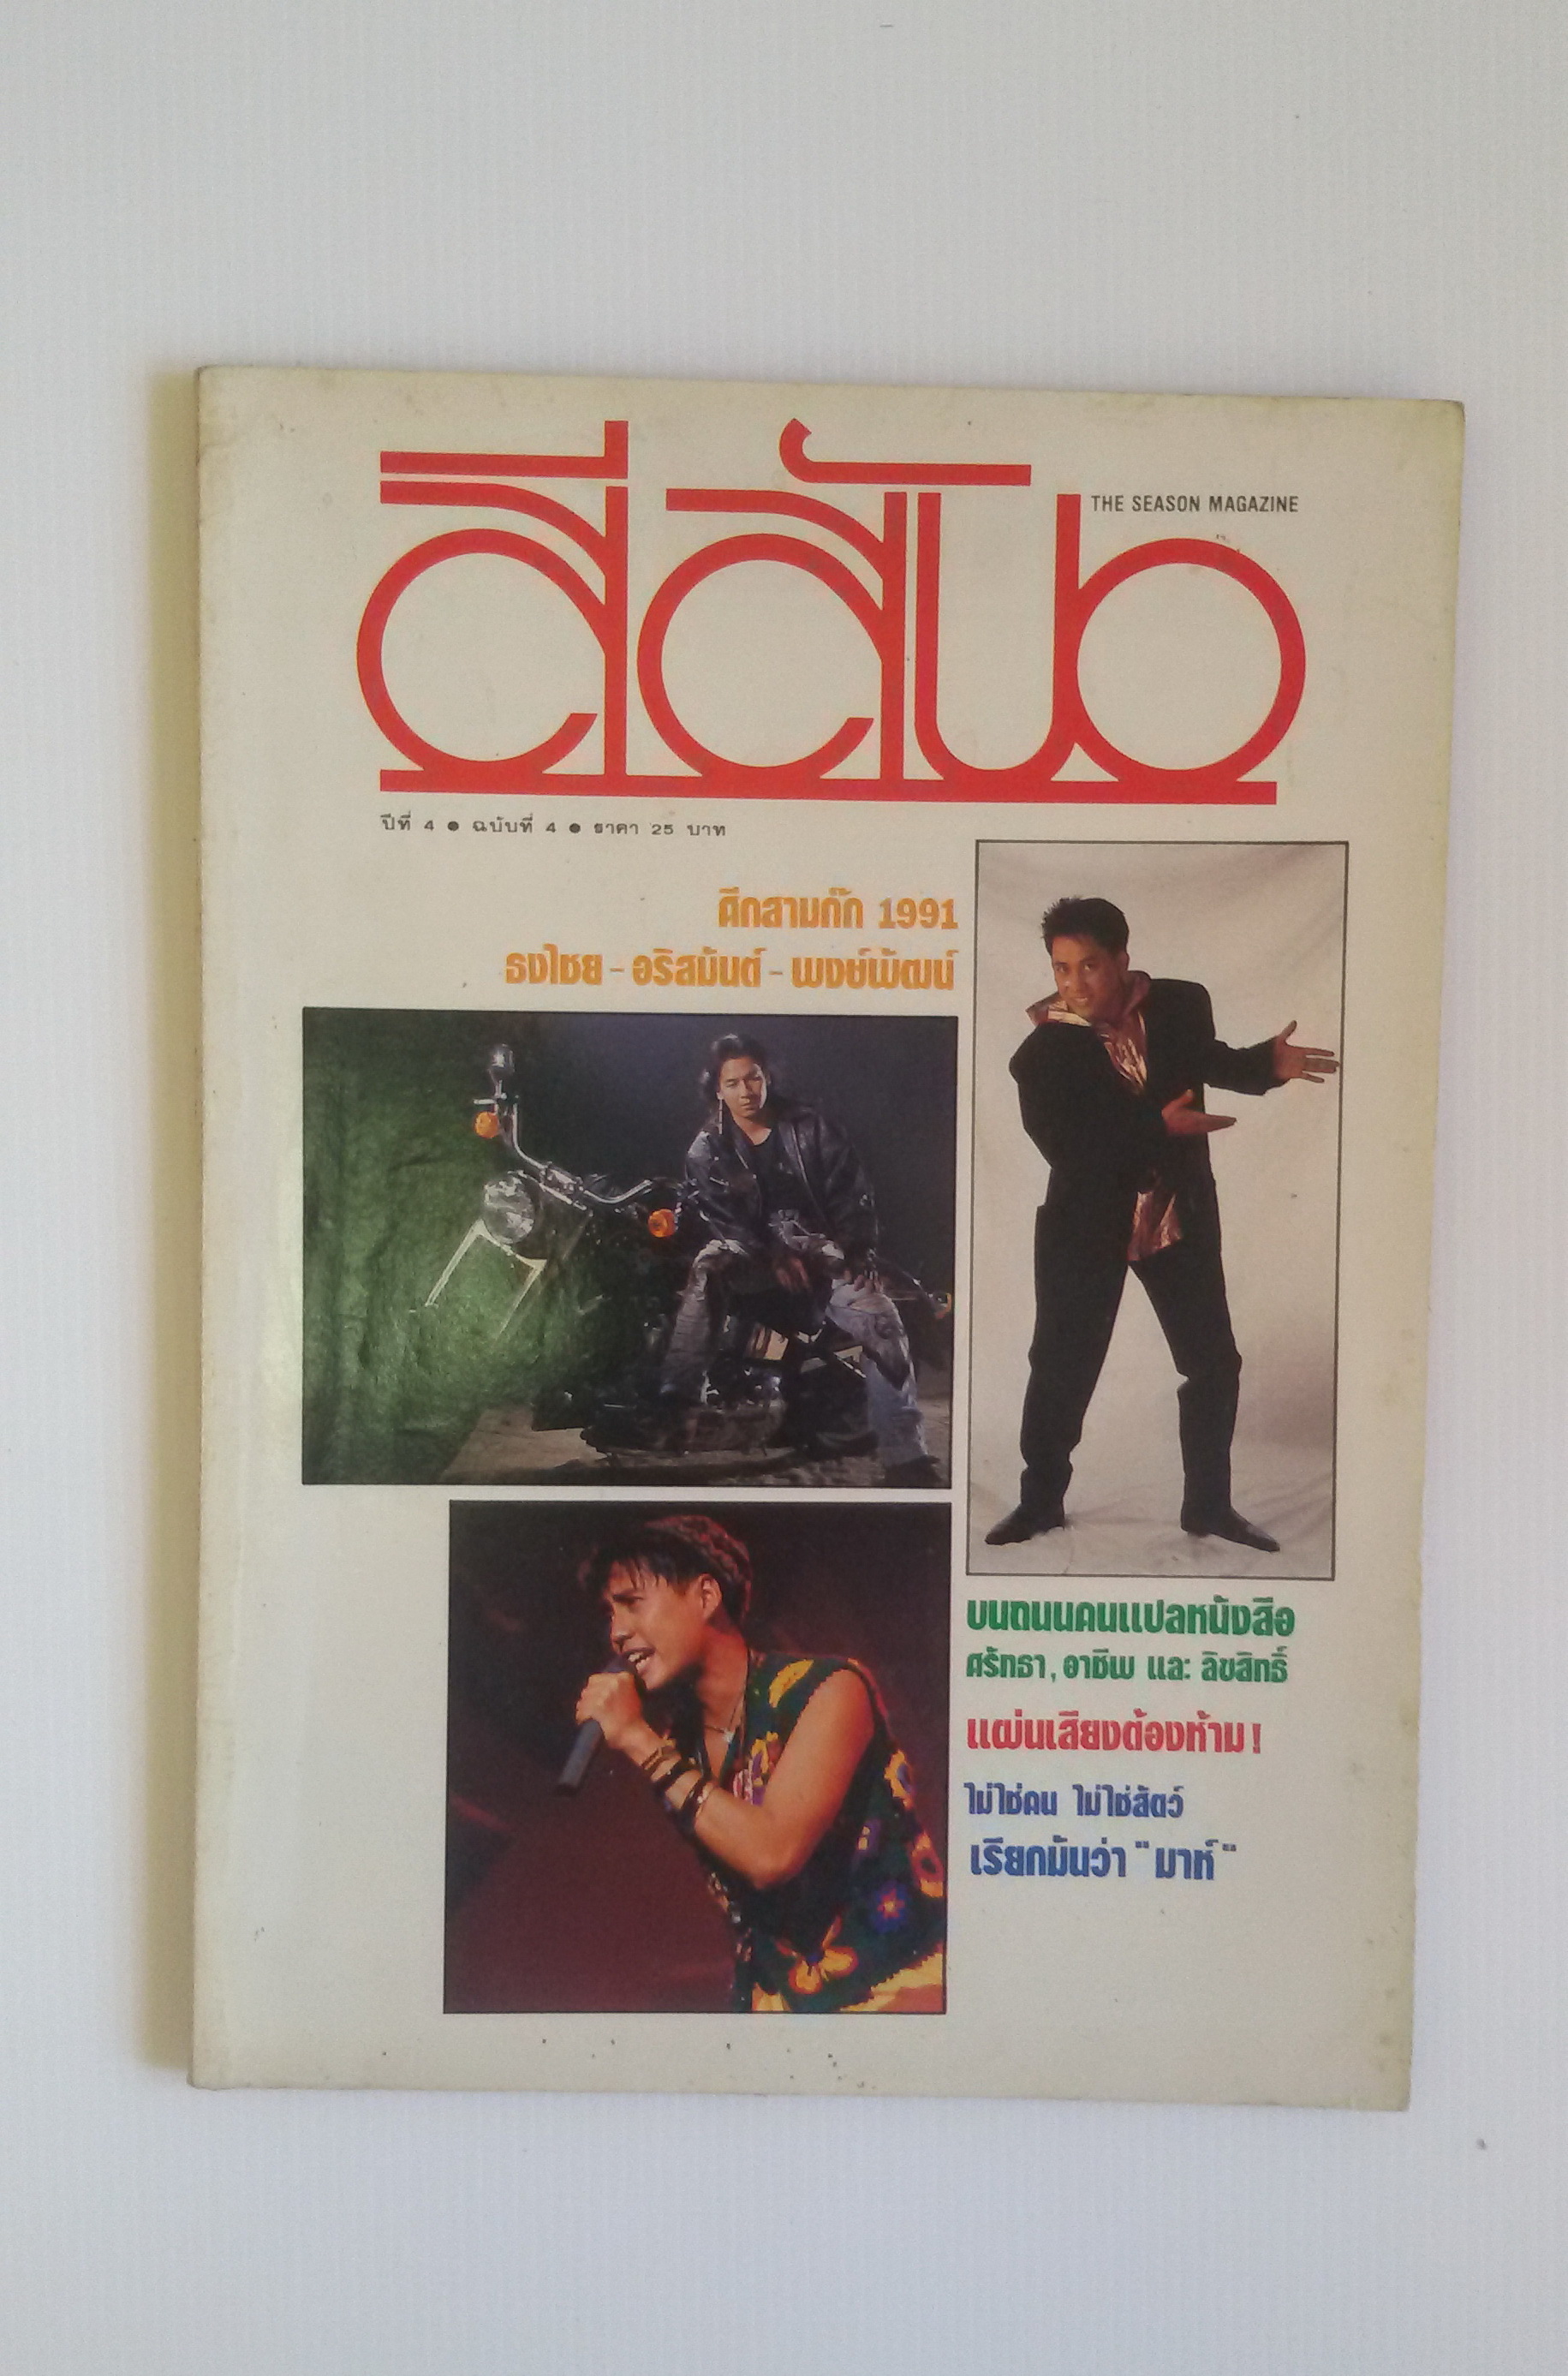 สีสัน
THE SEASON MAGAZINE
ปีที่ 4 ● ฉบับที่ 4 ● ราคา 25 บาท
ศึกสามก๊ก 1991
ธงไชย - อริสมันต์ - พงษ์พัฒน์
บนถนนคนแปลหนังสือ
ศรัทธา, อาชีพ และ ลิขสิทธิ์
แผ่นเสียงต้องห้าม!
ไม่ใช่คน ไม่ใช่สัตว์
เรียกมันว่า "มาห์"